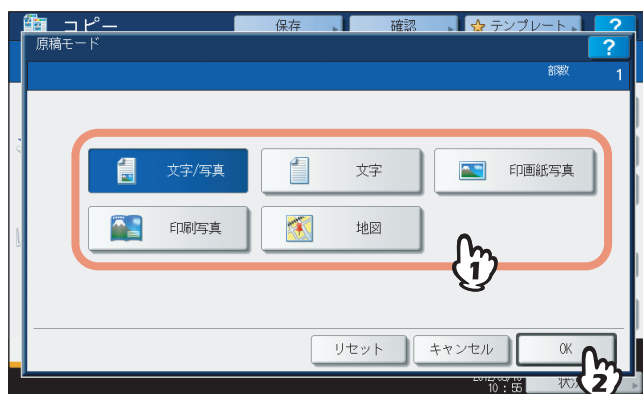 コピー 保存 確認 テンプレート ?
原稿モード ?
部数 1
文字/写真 文字 印画紙写真
印刷写真 地図
1
リセット キャンセル OK
2
10:55